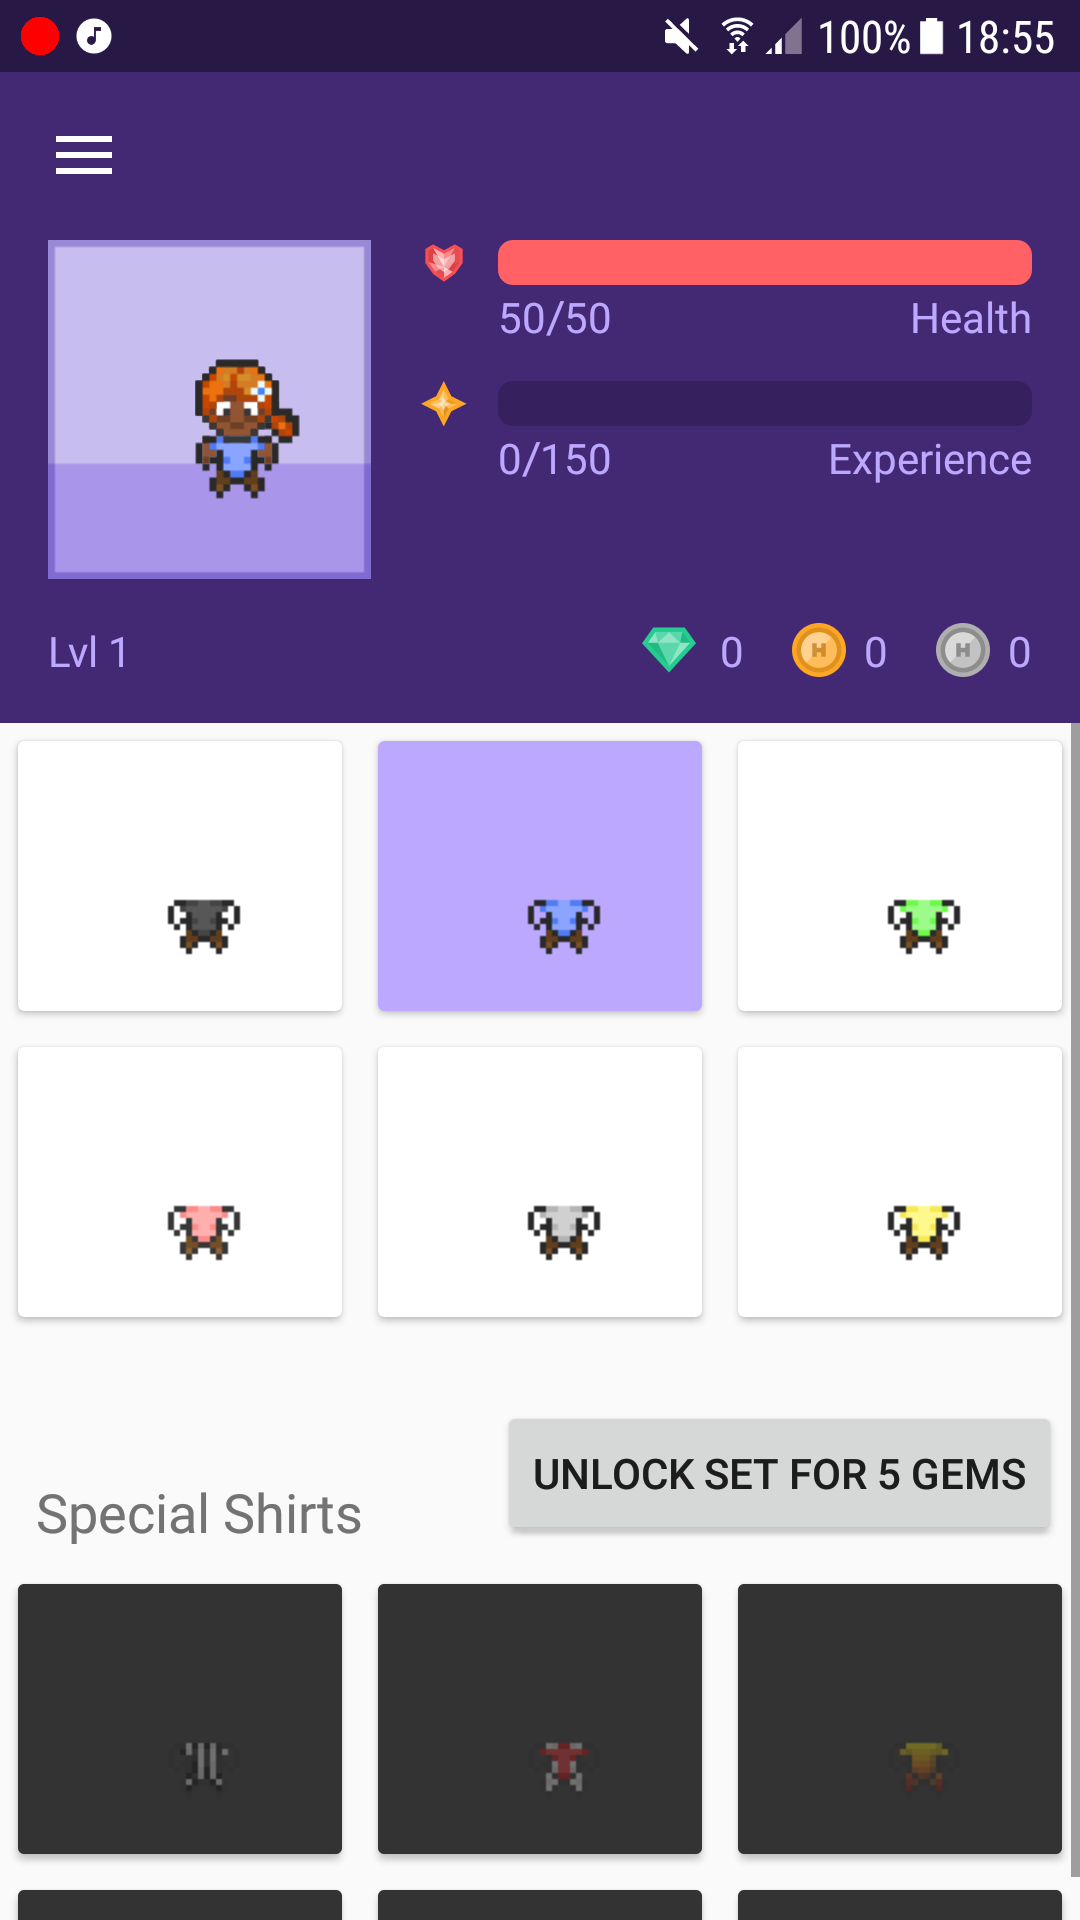 100% 18:55
50/50 Health
0/150 Experience
Lvl 1 0 0 0
UNLOCK SET FOR 5 GEMS
Special Shirts